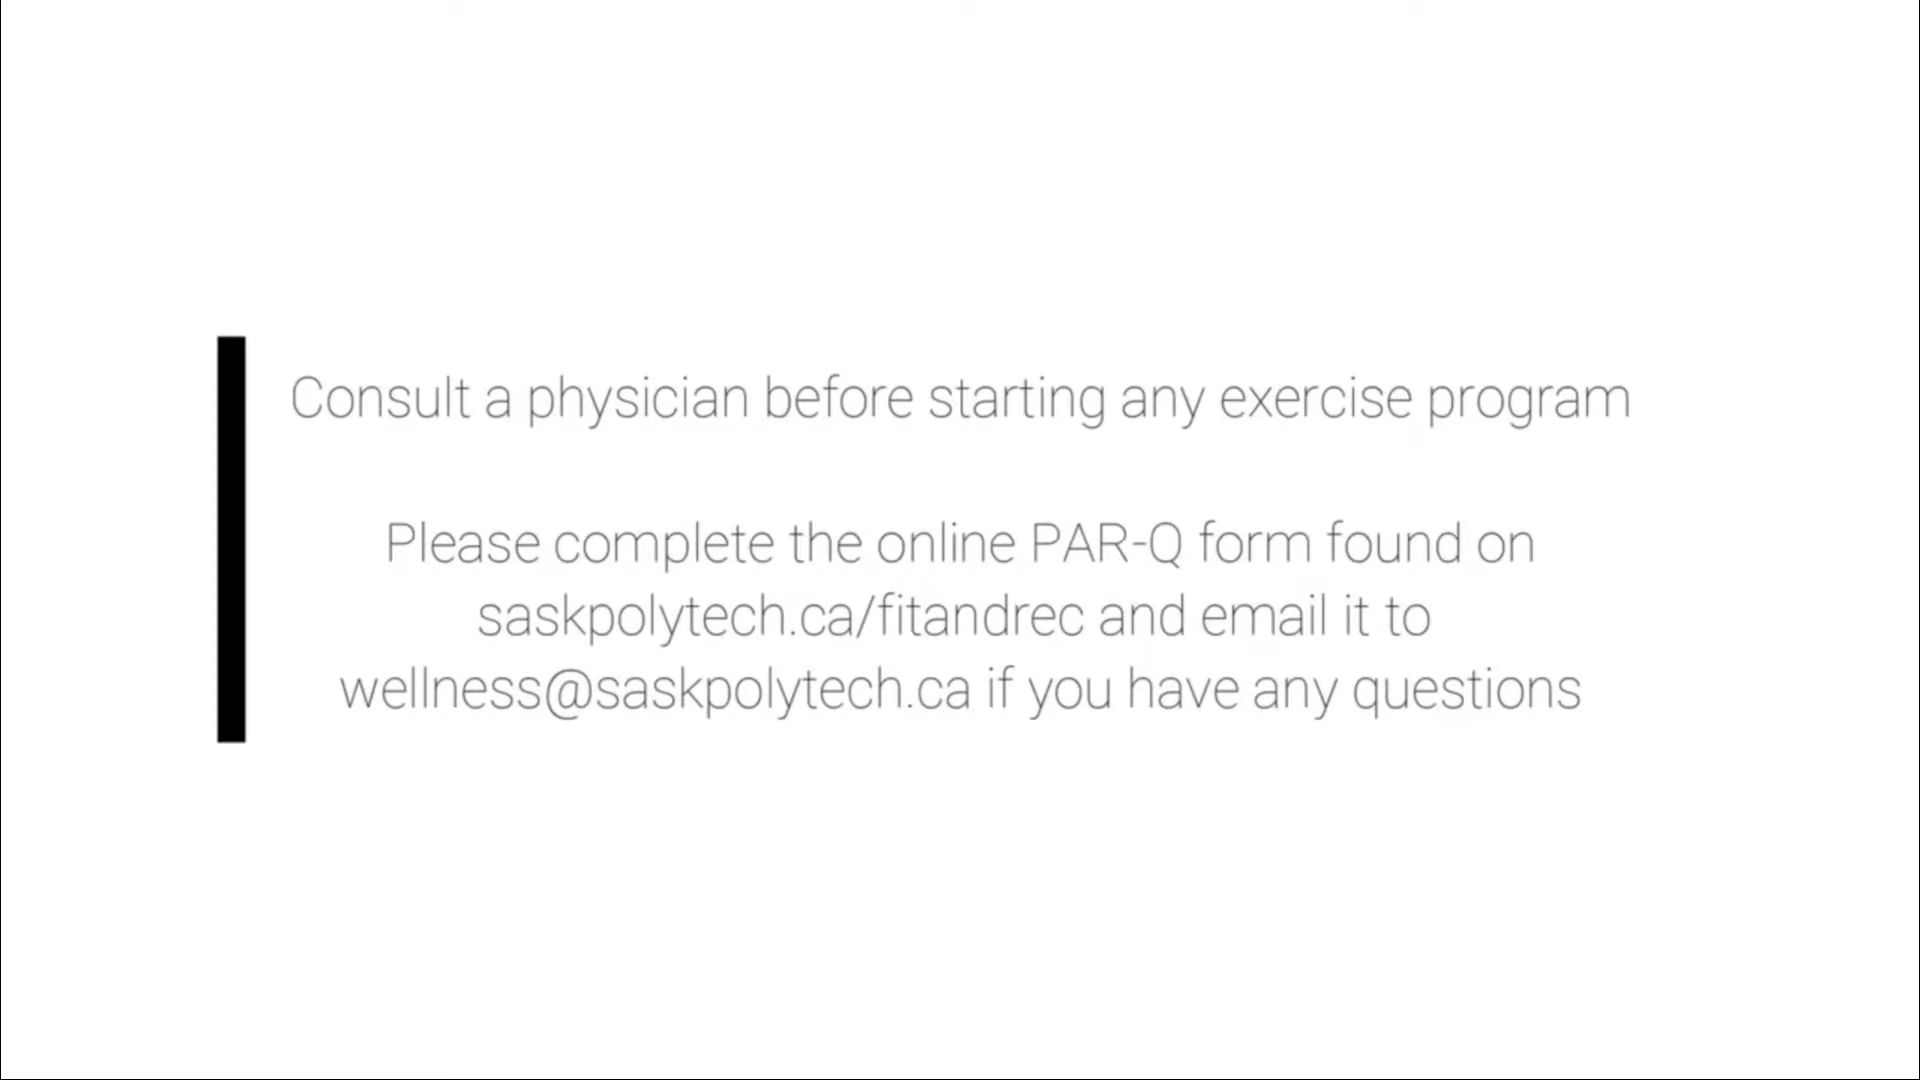 Consult a physician before starting any exercise program
Please complete the online PAR-Q form found on
saskpolytech.ca/fitandrec and email it to
wellness@saskpolytech.ca if you have any questions